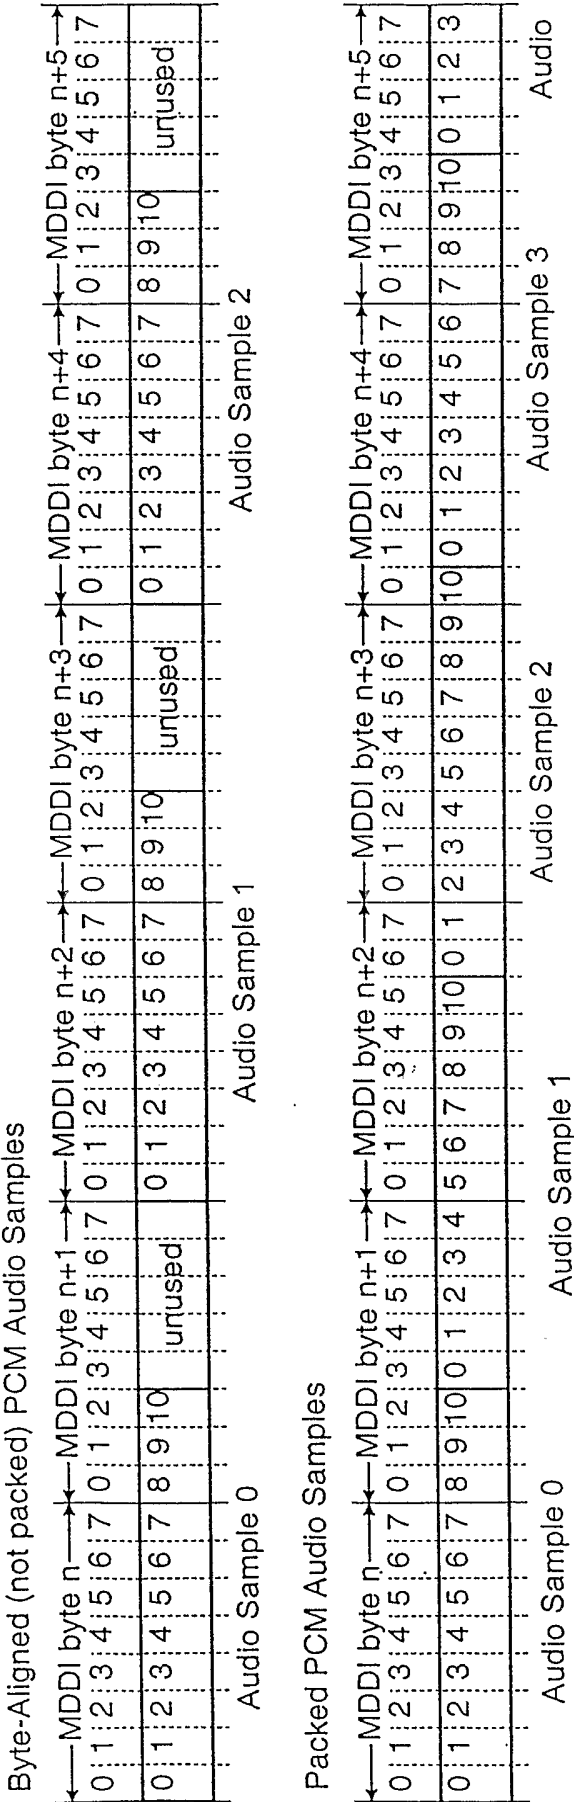 Byte-Aligned (not packed) PCM Audio Samples
MDDI byte n MDDI byte n+1 MDDI byte n+2 MDDI byte n+3 MDDI byte n+4 MDDI byte n+5
0 1 2 3 4 5 6 7 0 1 2 3 4 5 6 7 0 1 2 3 4 5 6 7 0 1 2 3 4 5 6 7 0 1 2 3 4 5 6 7 0 1 2 3 4 5 6 7
0 1 2 3 4 5 6 7 8 9 10 unused 0 1 2 3 4 5 6 7 8 9 10 unused 0 1 2 3 4 5 6 7 8 9 10 unused
Audio Sample 0 Audio Sample 1 Audio Sample 2
Packed PCM Audio Samples
MDDI byte n MDDI byte n+1 MDDI byte n+2 MDDI byte n+3 MDDI byte n+4 MDDI byte n+5
0 1 2 3 4 5 6 7 0 1 2 3 4 5 6 7 0 1 2 3 4 5 6 7 0 1 2 3 4 5 6 7 0 1 2 3 4 5 6 7 0 1 2 3 4 5 6 7
0 1 2 3 4 5 6 7 8 9 10 0 1 2 3 4 5 6 7 8 9 10 0 1 2 3 4 5 6 7 8 9 10 0 1 2 3 4 5 6 7 8 9 10 0 1 2 3
Audio Sample 0 Audio Sample 1 Audio Sample 2 Audio Sample 3 Audio